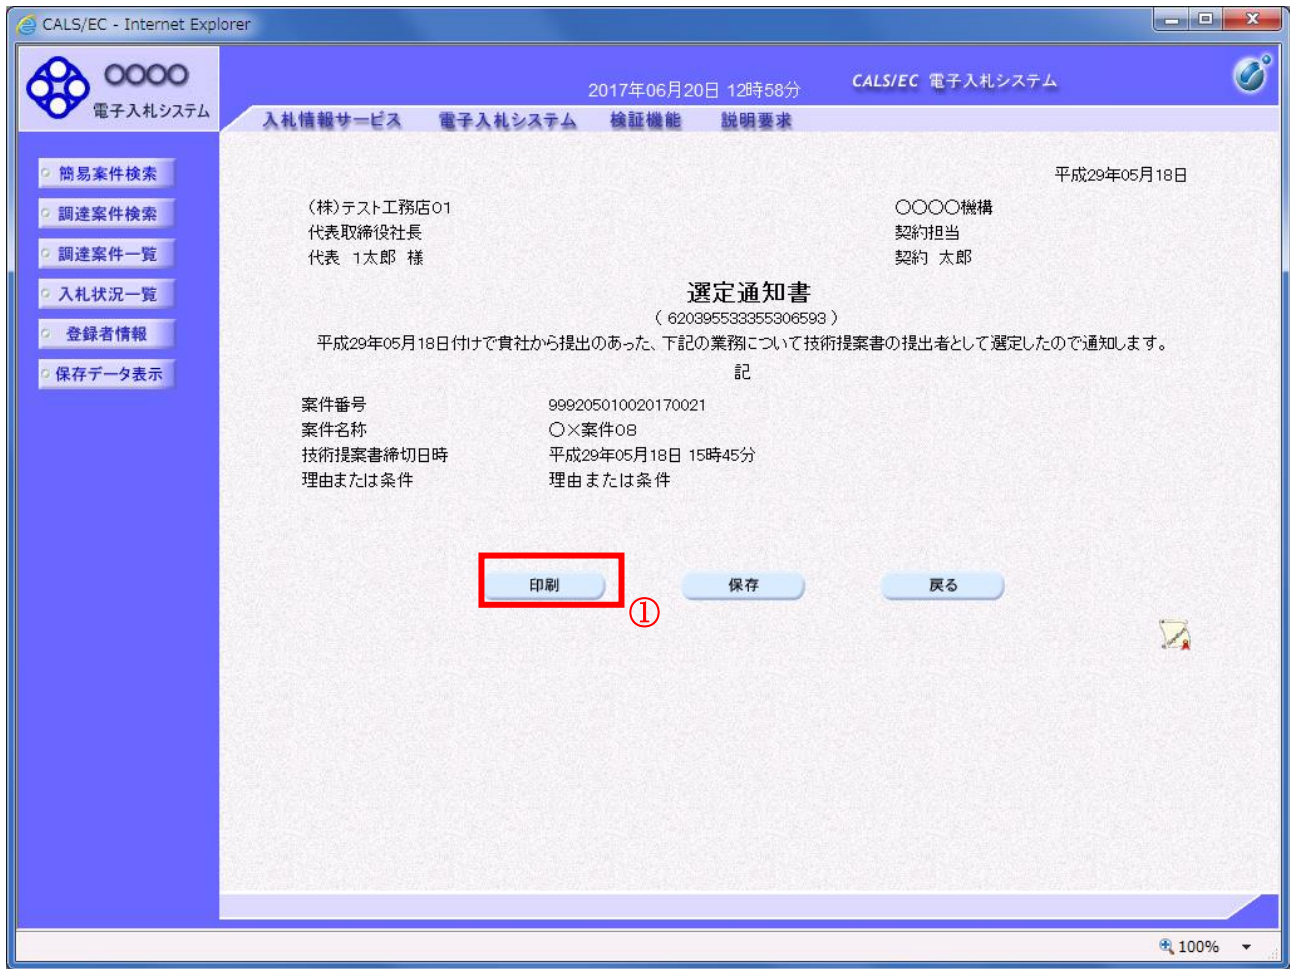 CALS/EC - Internet Explorer
〇〇〇〇
電子入札システム
2017年06月20日 12時58分
CALS/EC 電子入札システム
入札情報サービス 電子入札システム 検証機能 説明要求
簡易案件検索
調達案件検索
調達案件一覧
入札状況一覧
登録者情報
保存データ表示
平成29年05月18日
(株)テスト工務店01
代表取締役社長
代表 1太郎 様
〇〇〇〇機構
契約担当
契約 太郎
選定通知書
( 620395533355306593 )
平成29年05月18日付けで貴社から提出のあった、下記の業務について技術提案書の提出者として選定したので通知します。
記
案件番号 999205010020170021
案件名称 〇×案件08
技術提案書締切日時 平成29年05月18日 15時45分
理由または条件 理由または条件
印刷 保存 戻る
①
100%